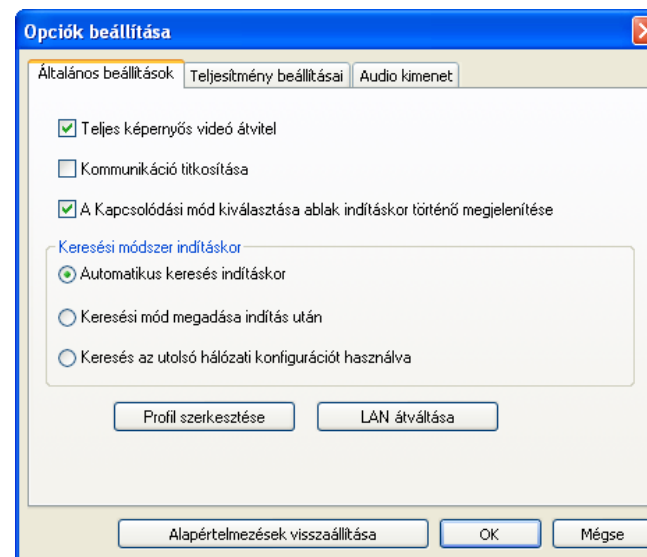 Opciók beállítása
Általános beállítások
Teljesítmény beállításai
Audio kimenet
Teljes képernyős videó átvitel
Kommunikáció titkosítása
A Kapcsolódási mód kiválasztása ablak indításkor történő megjelenítése
Keresési módszer indításkor
Automatikus keresés indításkor
Keresési mód megadása indítás után
Keresés az utolsó hálózati konfigurációt használva
Profil szerkesztése
LAN átváltása
Alapértelmezések visszaállítása
OK
Mégse